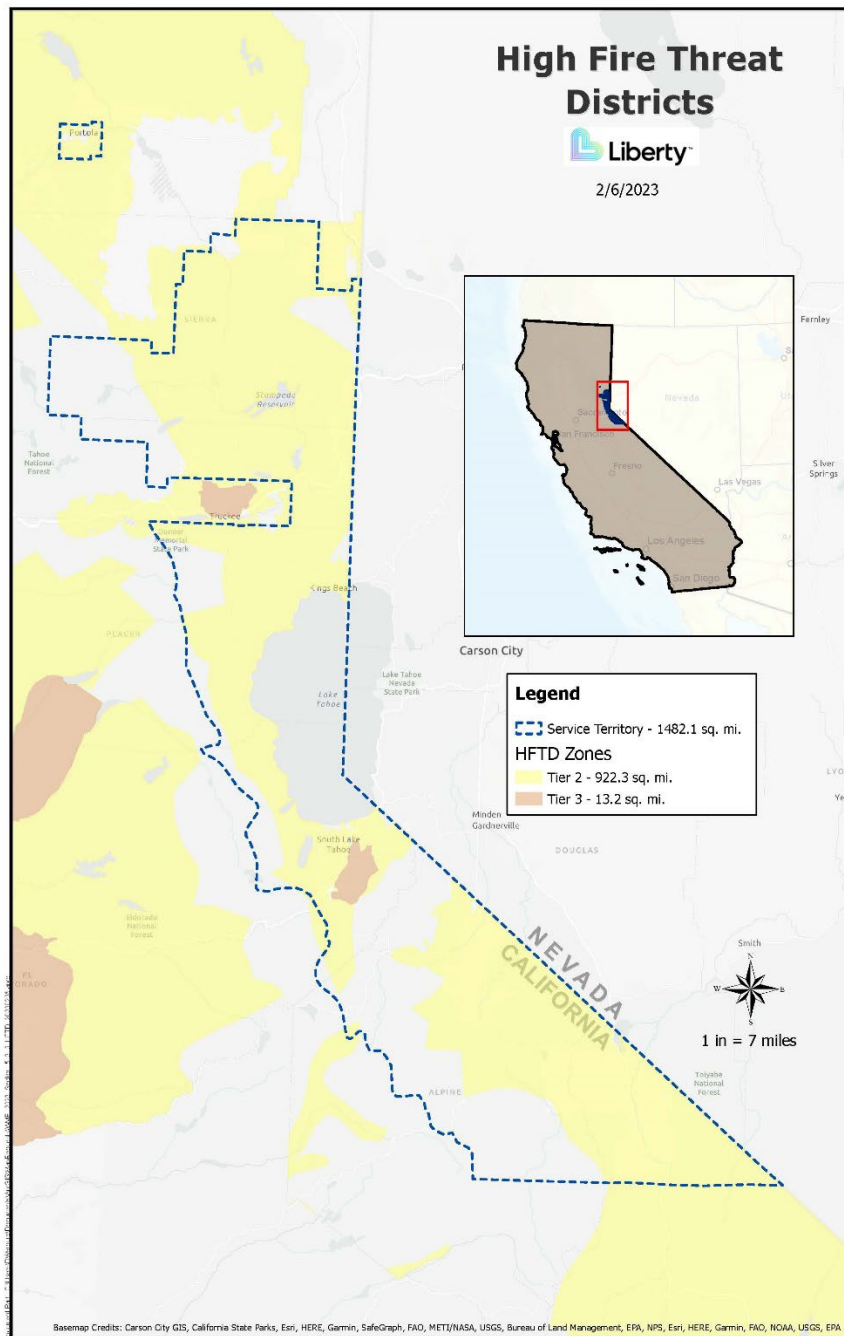 High Fire Threat
Districts
Liberty™
2/6/2023
Portola
SIERRA
Stampede
Reservoir
Tahoe
National
Forest
Truckee
Donner
Memorial
State Park
Kings Beach
PLACER
Lake
Tahoe
Lake Tahoe
Nevada
State Park
Carson City
Fernley
Silver
Springs
Nevada
Sacramento
San Francisco
Fresno
Las Vegas
Los Angeles
San Diego
Legend
Service Territory - 1482.1 sq. mi.
HFTD Zones
Tier 2 - 922.3 sq. mi.
Tier 3 - 13.2 sq. mi.
Minden
Gardnerville
DOUGLAS
South Lake
Tahoe
Eldorado
National
Forest
NEVADA
CALIFORNIA
Smith
N
W
E
S
1 in = 7 miles
Toiyabe
National
Forest
ALPINE
Basemap Credits: Carson City GIS, California State Parks, Esri, HERE, Garmin, SafeGraph, FAO, METI/NASA, USGS, Bureau of Land Management, EPA, NPS, Esri, HERE, Garmin, FAO, NOAA, USGS, EPA